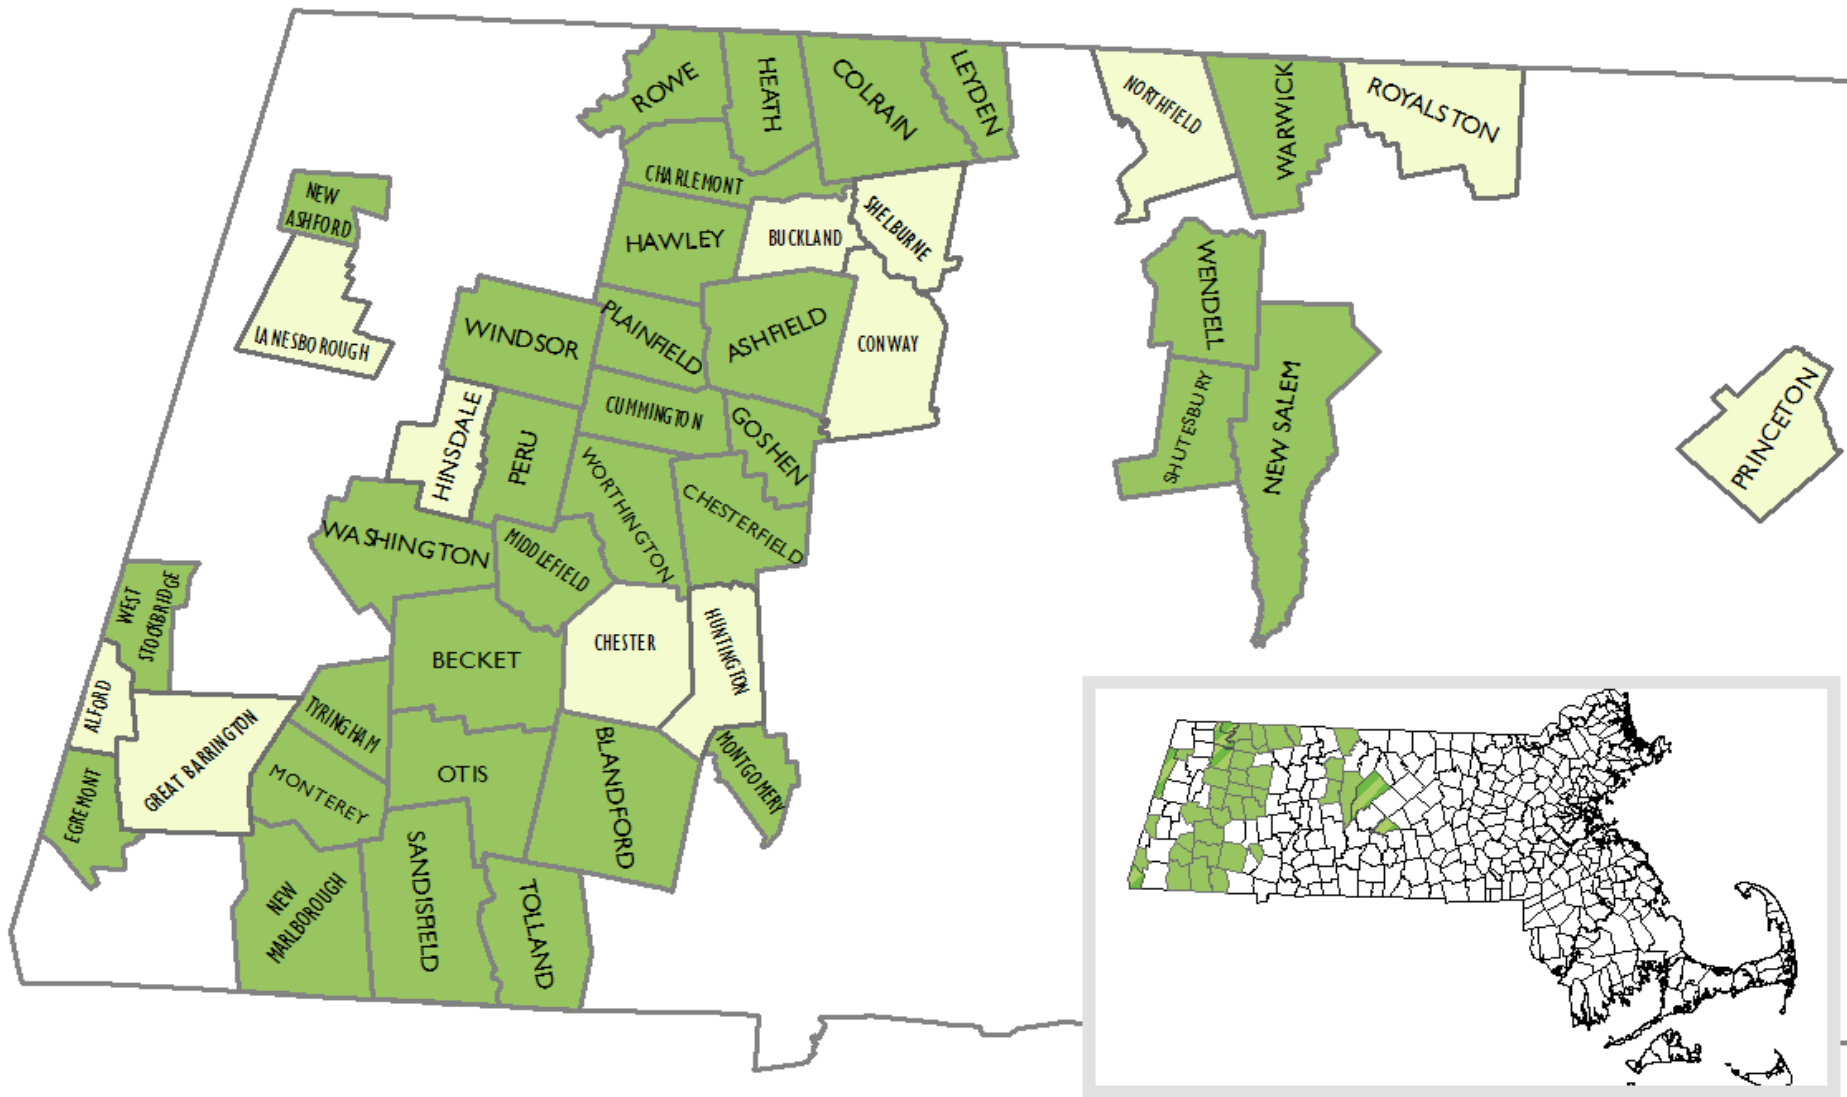 ROWE
HEATH
COLRAIN
LEYDEN
NORTHFIELD
WARWICK
ROYALSTON
CHARLEMONT
NEW
ASHFORD
HAWLEY
BUCKLAND
SHELBURNE
WENDELL
LANESBOROUGH
WINDSOR
PLAINFIELD
ASHFIELD
CONWAY
HINSDALE
PERU
CUMMINGTON
GOSHEN
SHUTESBURY
NEW SALEM
PRINCETON
WORTHINGTON
CHESTERFIELD
WASHINGTON
MIDDLEFIELD
WEST
STOCKBRIDGE
BECKET
CHESTER
HUNTINGTON
ALFORD
GREAT BARRINGTON
TYRINGHAM
MONTEREY
OTIS
BLANDFORD
MONTGOMERY
EGREMONT
NEW
MARLBOROUGH
SANDISFIELD
TOLLAND